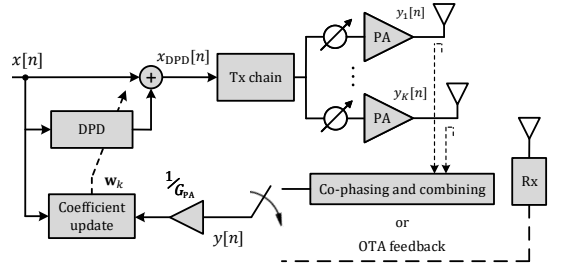 y₁[n]
x[n]
x_DPD[n]
+
Tx chain
PA
⋮
y_K[n]
PA
DPD
w_k
1/G_PA
Co-phasing and combining
Rx
Coefficient
update
y[n]
or
OTA feedback